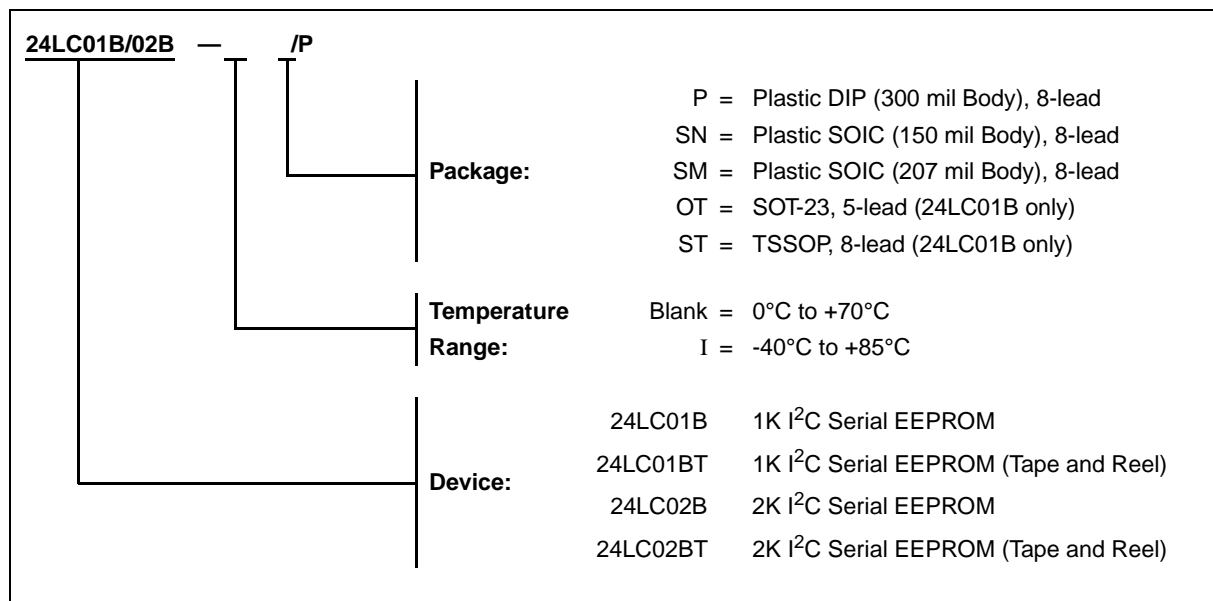 24LC01B/02B — /P
Package:
P = Plastic DIP (300 mil Body), 8-lead
SN = Plastic SOIC (150 mil Body), 8-lead
SM = Plastic SOIC (207 mil Body), 8-lead
OT = SOT-23, 5-lead (24LC01B only)
ST = TSSOP, 8-lead (24LC01B only)
Temperature Blank = 0°C to +70°C
Range: I = -40°C to +85°C
Device:
24LC01B 1K I²C Serial EEPROM
24LC01BT 1K I²C Serial EEPROM (Tape and Reel)
24LC02B 2K I²C Serial EEPROM
24LC02BT 2K I²C Serial EEPROM (Tape and Reel)